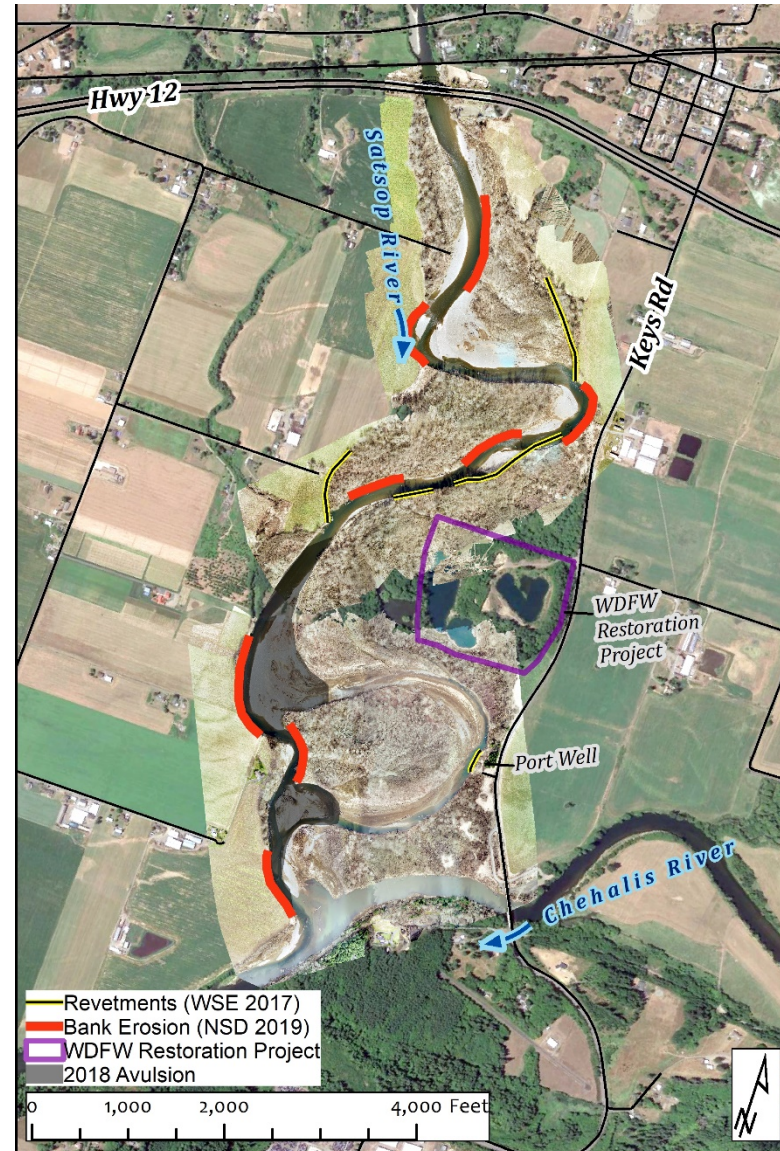 Hwy 12
Satsop River
Keys Rd
WDFW
Restoration
Project
Port Well
Chehalis River
Revetments (WSE 2017)
Bank Erosion (NSD 2019)
WDFW Restoration Project
2018 Avulsion
0 1,000 2,000 4,000 Feet
N